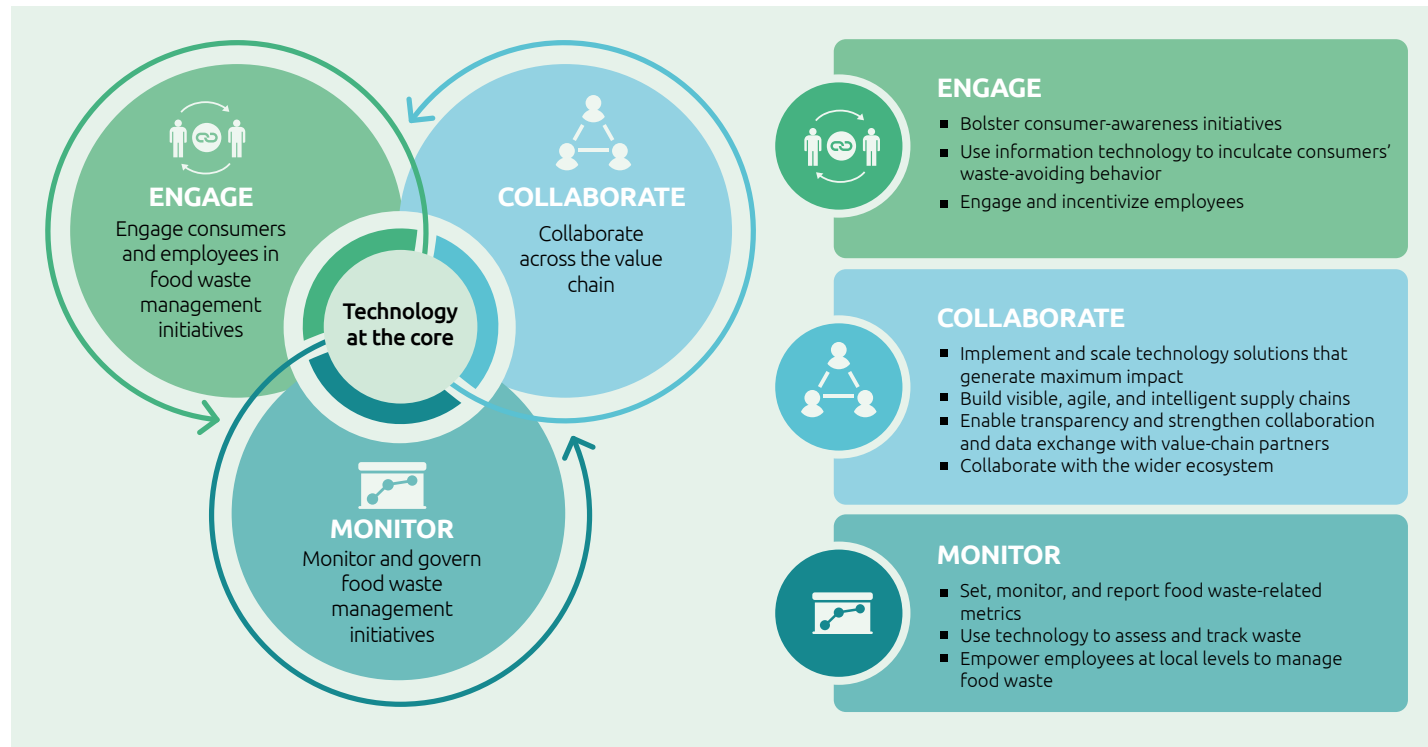 ENGAGE
Engage consumers
and employees in
food waste
management
initiatives
COLLABORATE
Collaborate
across the value
chain
Technology
at the core
MONITOR
Monitor and govern
food waste
management
initiatives
ENGAGE
■ Bolster consumer-awareness initiatives
■ Use information technology to inculcate consumers’
waste-avoiding behavior
■ Engage and incentivize employees
COLLABORATE
■ Implement and scale technology solutions that
generate maximum impact
■ Build visible, agile, and intelligent supply chains
■ Enable transparency and strengthen collaboration
and data exchange with value-chain partners
■ Collaborate with the wider ecosystem
MONITOR
■ Set, monitor, and report food waste-related
metrics
■ Use technology to assess and track waste
■ Empower employees at local levels to manage
food waste